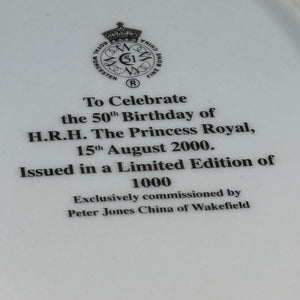 51
®
To Celebrate
the 50th Birthday of
H.R.H. The Princess Royal,
15th August 2000.
Issued in a Limited Edition of
1000
Exclusively commissioned by
Peter Jones China of Wakefield